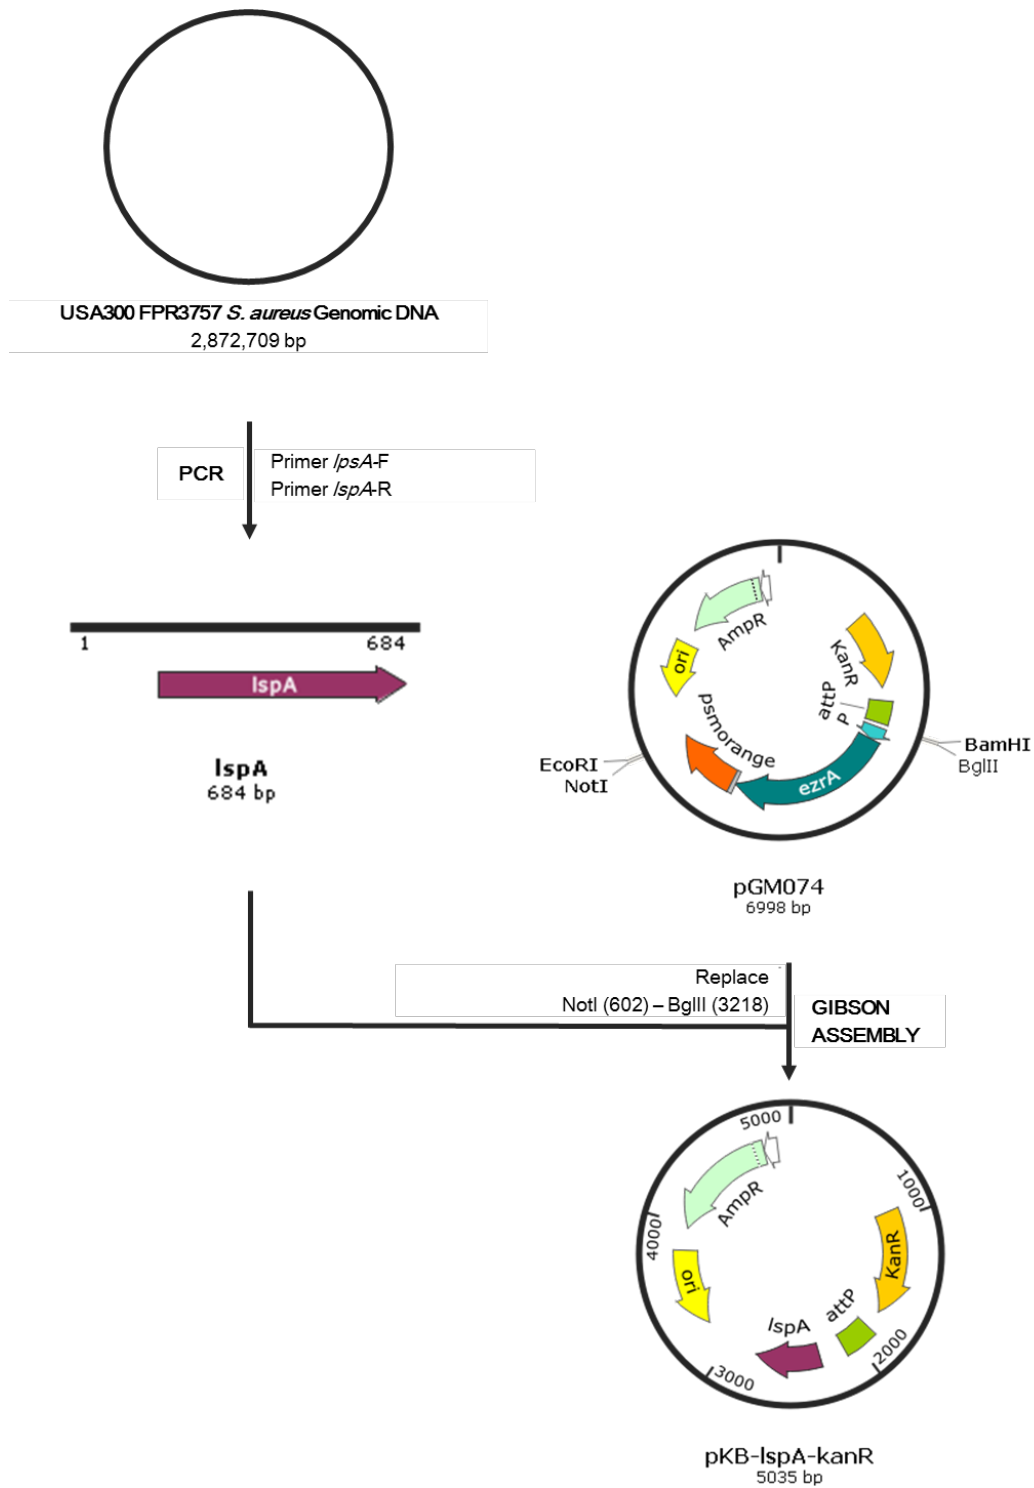 USA300 FPR3757 S. aureus Genomic DNA
2,872,709 bp
PCR
Primer lpsA-F
Primer lspA-R
1
684
lspA
lspA
684 bp
AmpR
ori
KanR
attP
P
psmorange
ezrA
EcoRI
NotI
BamHI
BglII
pGM074
6998 bp
Replace
NotI (602) – BglII (3218)
GIBSON
ASSEMBLY
5000
1000
AmpR
4000
KanR
ori
attP
lspA
2000
3000
pKB-lspA-kanR
5035 bp